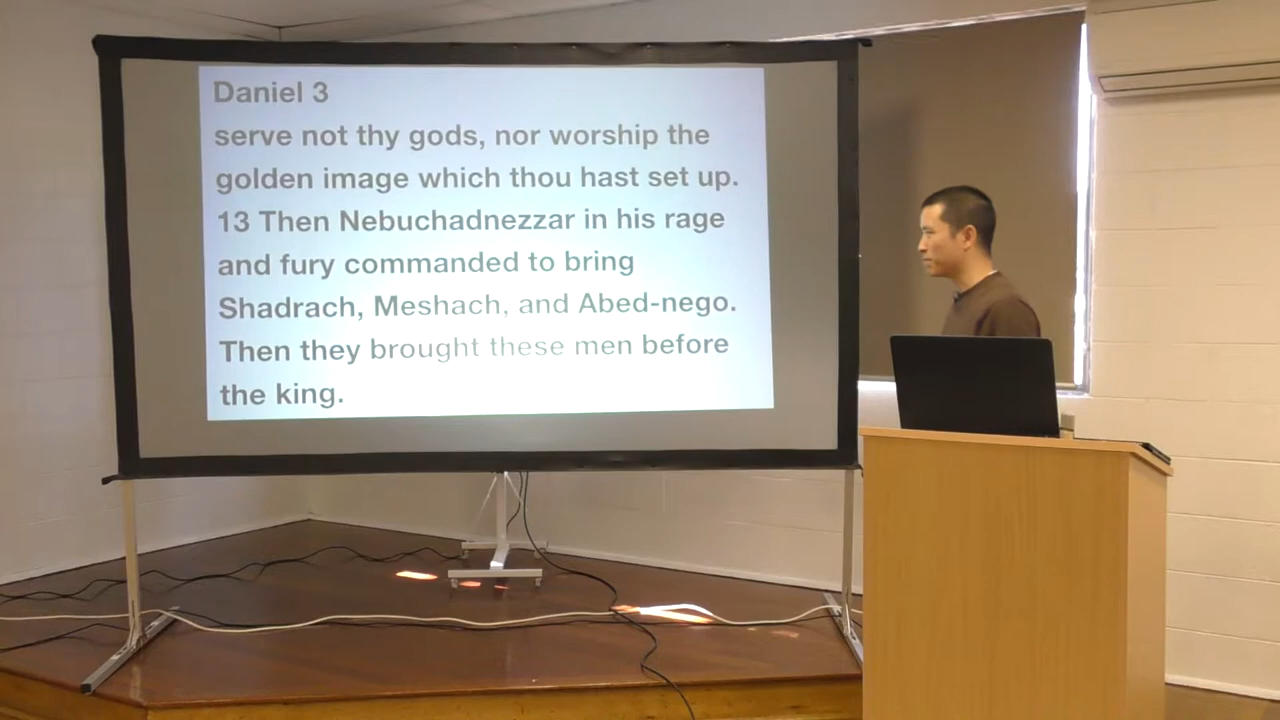 Daniel 3
serve not thy gods, nor worship the
golden image which thou hast set up.
13 Then Nebuchadnezzar in his rage
and fury commanded to bring
Shadrach, Meshach, and Abed-nego.
Then they brought these men before
the king.